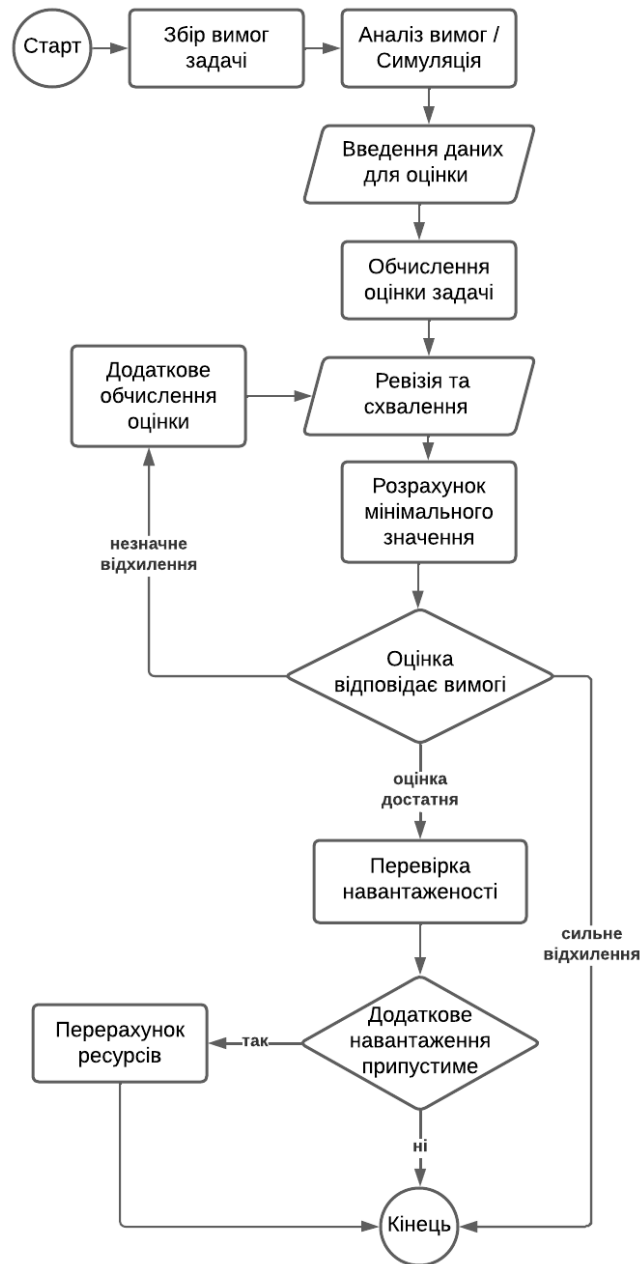 Старт
Збір вимог
задачі
Аналіз вимог /
Симуляція
Введення даних
для оцінки
Обчислення
оцінки задачі
Додаткове
обчислення
оцінки
Ревізія та
схвалення
Розрахунок
мінімального
значення
незначне
відхилення
Оцінка
відповідає вимогі
оцінка
достатня
Перевірка
навантаженості
сильне
відхилення
Додаткове
навантаження
припустиме
так
Перерахунок
ресурсів
ні
Кінець